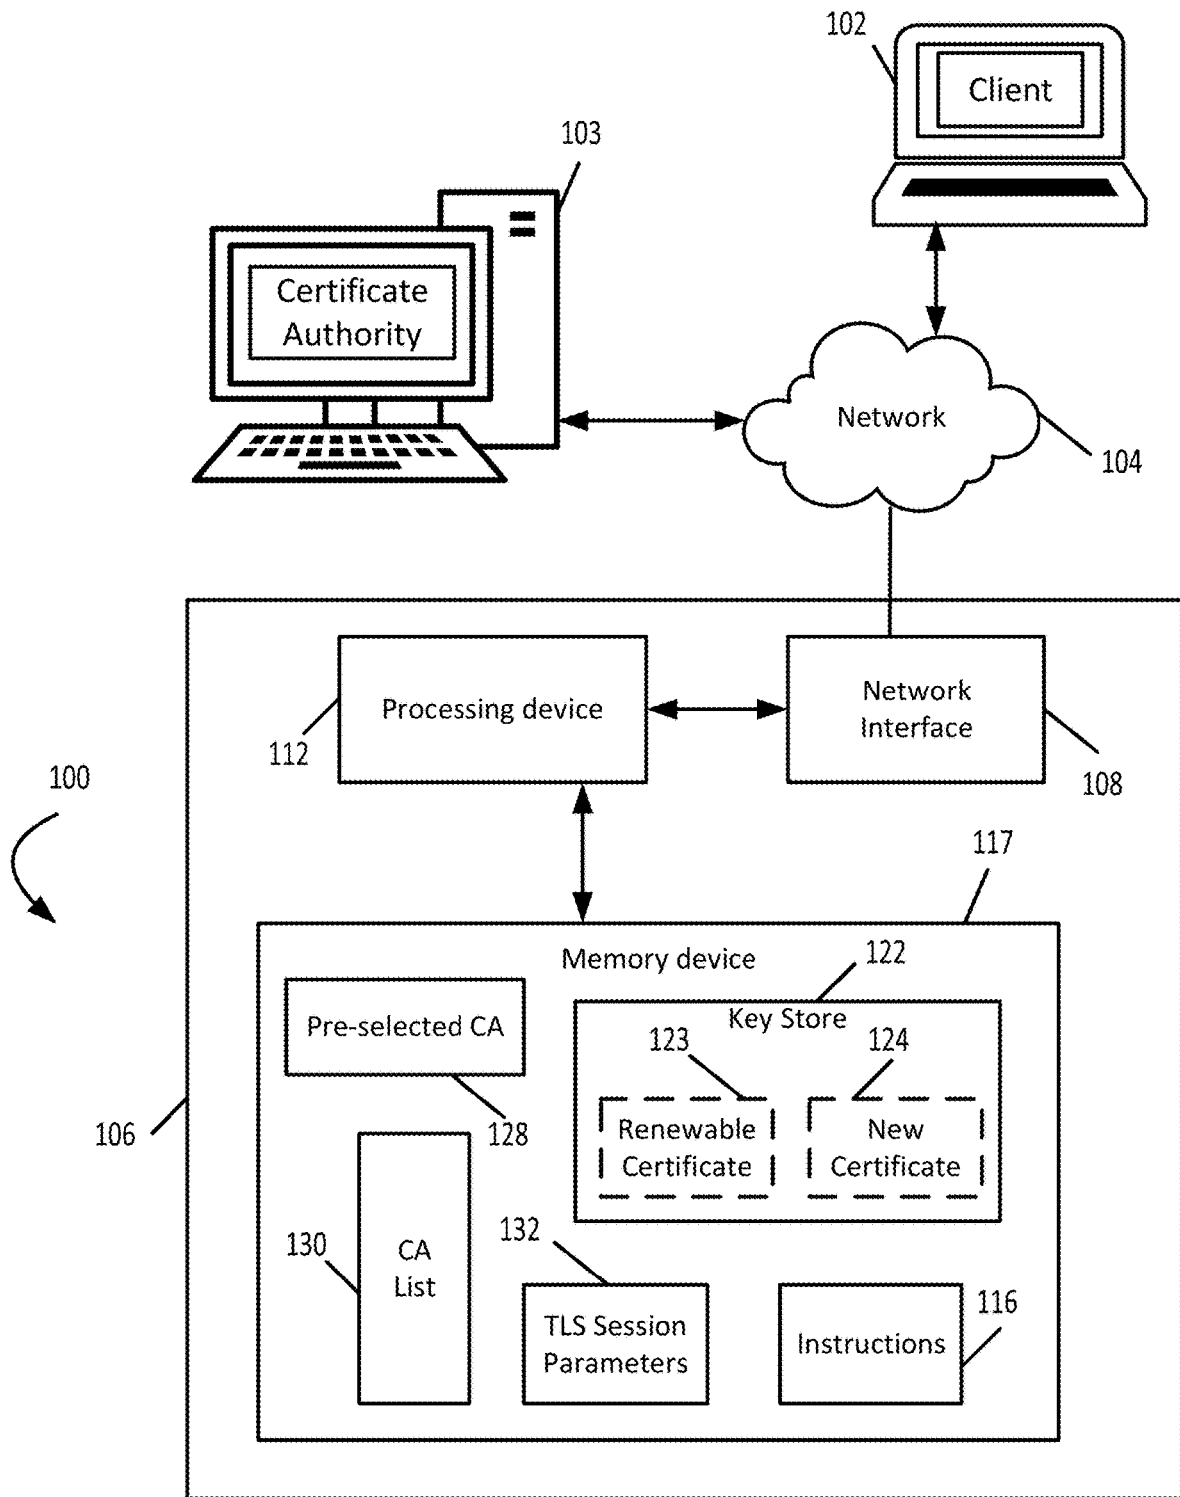 102
Client
103
Certificate
Authority
Network
104
Processing device
Network
Interface
112
108
100
117
Memory device
122
Key Store
Pre-selected CA
123
124
Renewable
Certificate
New
Certificate
106
128
130
CA
List
132
116
TLS Session
Parameters
Instructions